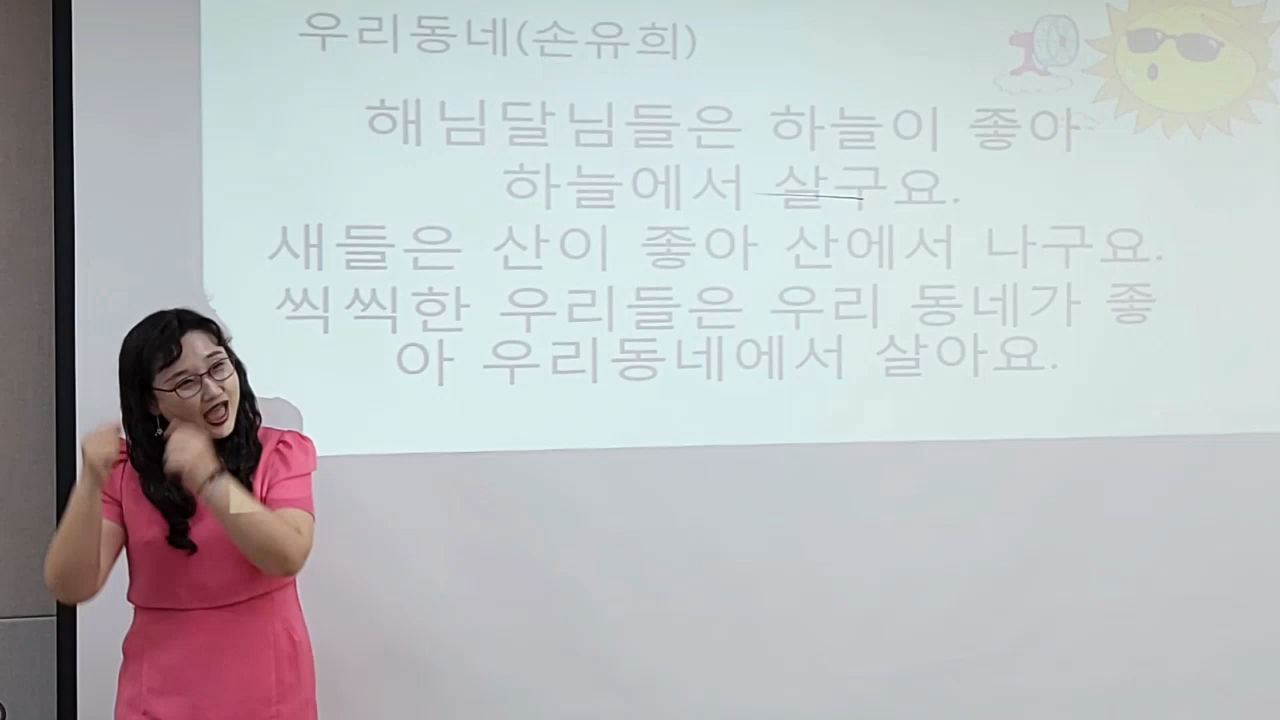 우리동네(손유희)
해님달님들은 하늘이 좋아
하늘에서 살구요.
새들은 산이 좋아 산에서 나구요.
씩씩한 우리들은 우리 동네가 좋
아 우리동네에서 살아요.